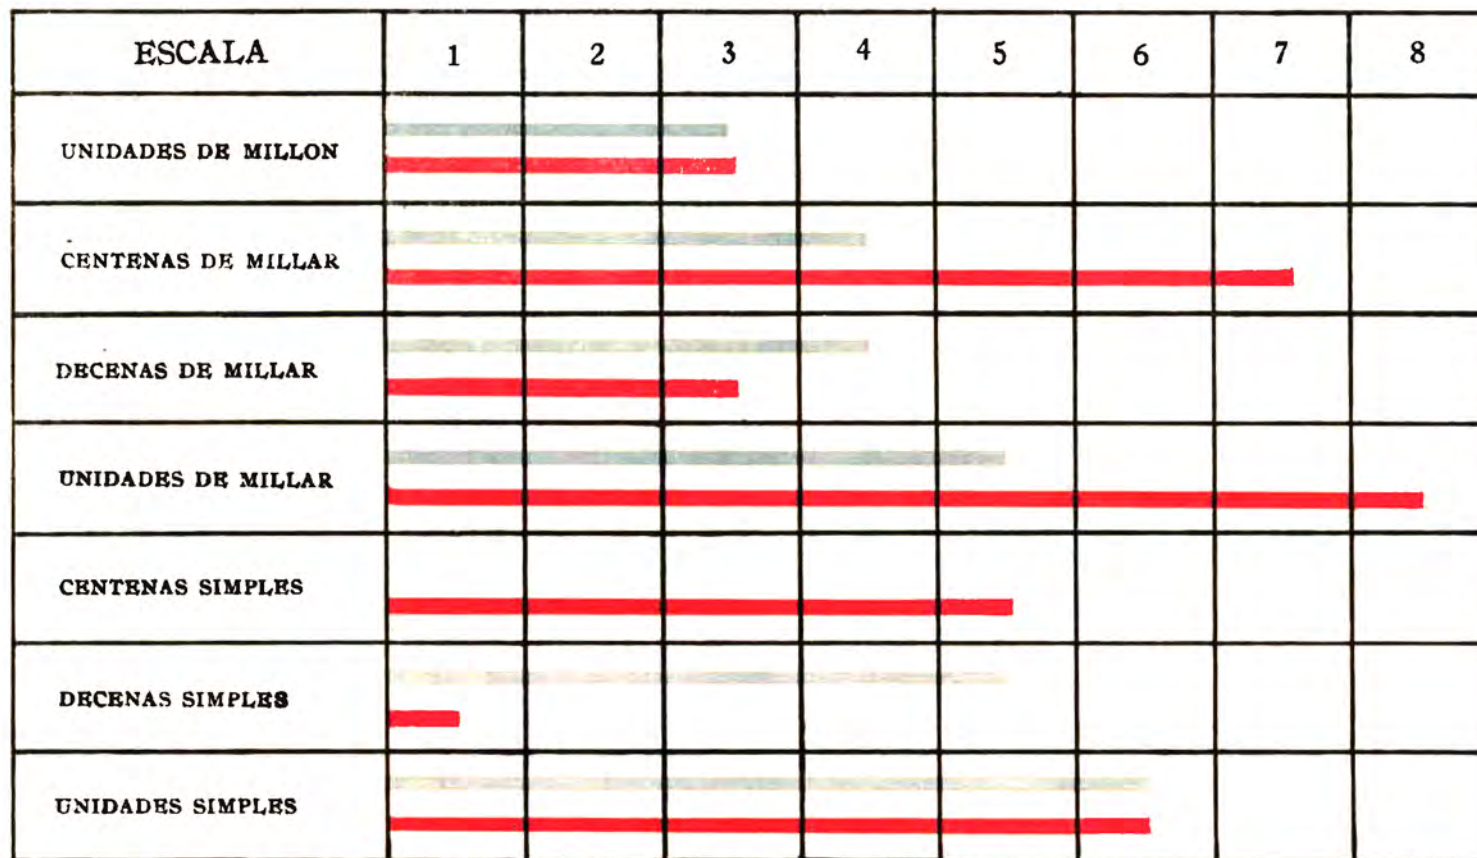 ESCALA 1 2 3 4 5 6 7 8
UNIDADES DE MILLON
CENTENAS DE MILLAR
DECENAS DE MILLAR
UNIDADES DE MILLAR
CENTENAS SIMPLES
DECENAS SIMPLES
UNIDADES SIMPLES